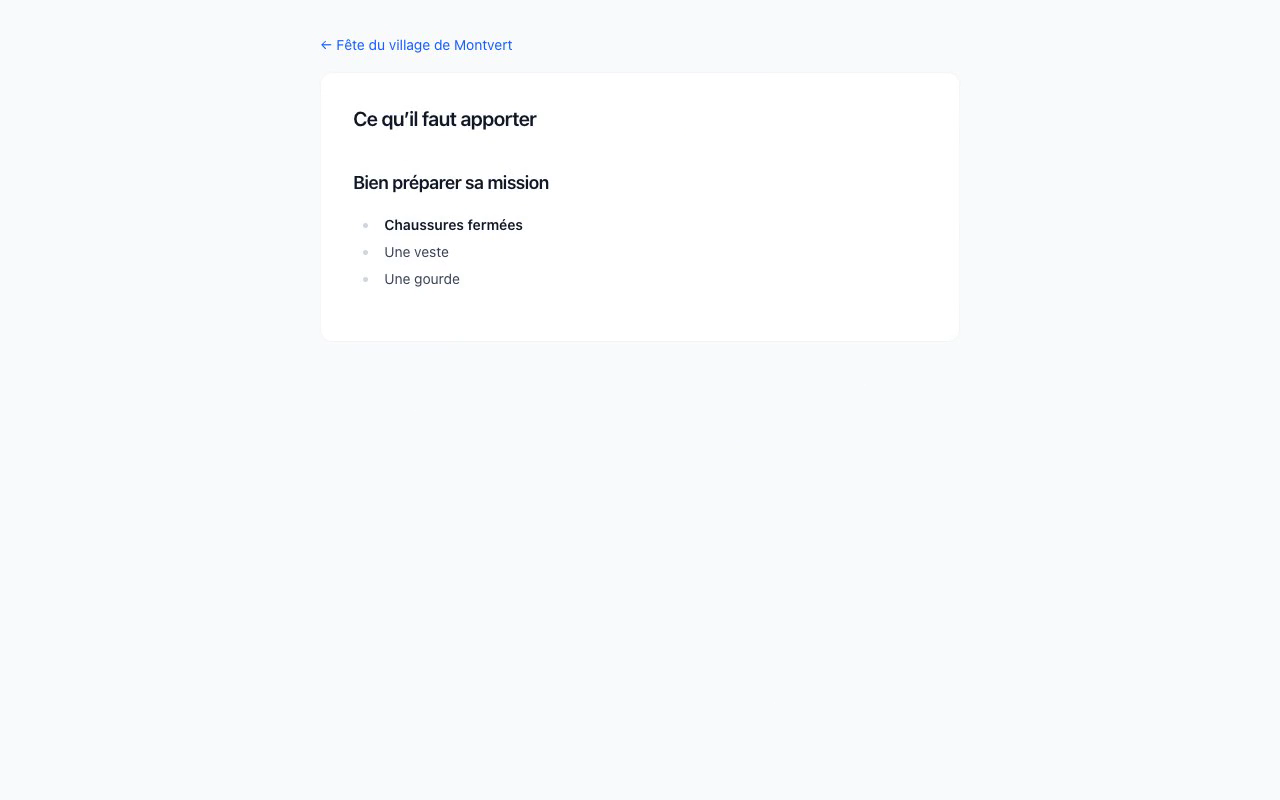 ← Fête du village de Montvert
Ce qu’il faut apporter
Bien préparer sa mission
• Chaussures fermées
• Une veste
• Une gourde